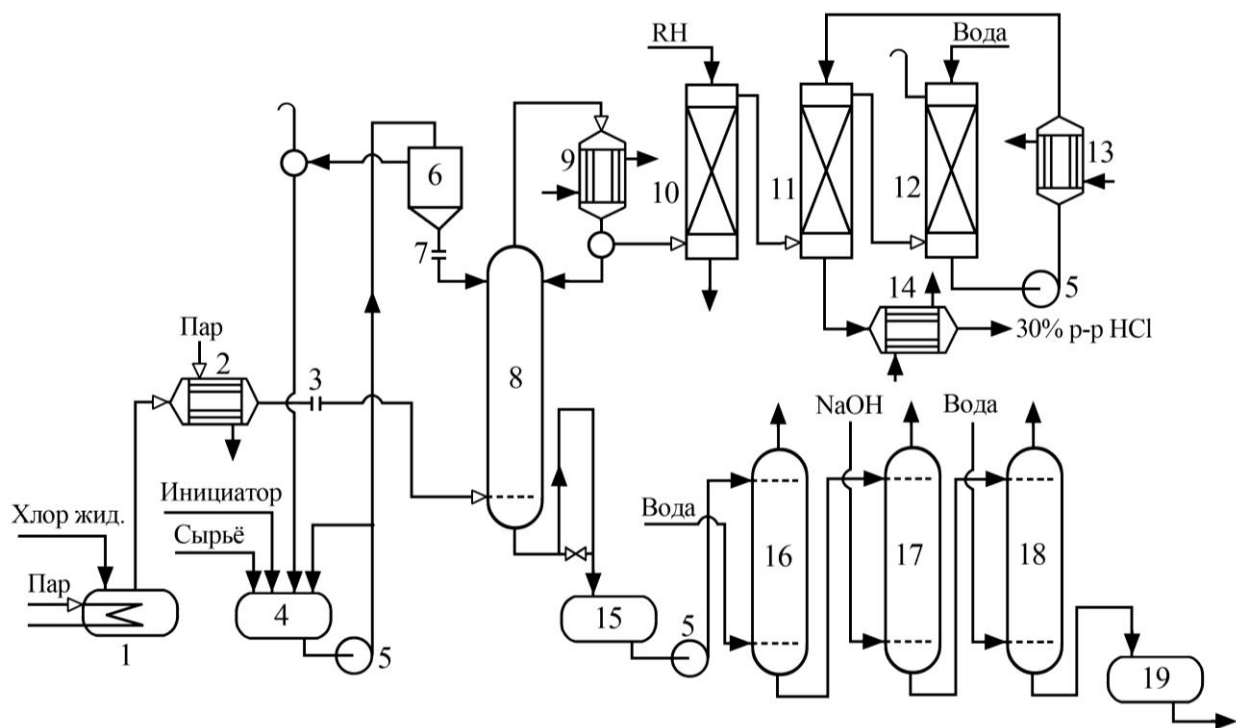 RH
Вода
6
9
10
11
12
13
7
5
14
30% р-р HCl
Пар
2
3
8
NaOH
Вода
Инициатор
Хлор жид.
Сырьё
Вода
16
17
18
Пар
4
15
5
1
5
19